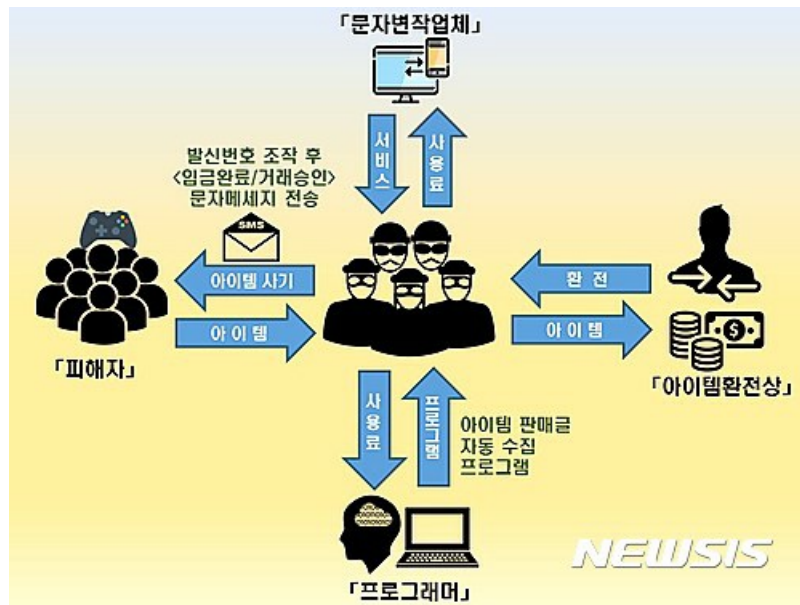 「문자변작업체」
서비스
사용료
발신번호 조작 후
<입금완료/거래승인>
문자메세지 전송
SMS
아이템 사기
아 이 템
「피해자」
환 전
아 이 템
「아이템환전상」
사용료
프로그램
아이템 판매글
자동 수집
프로그램
「프로그래머」
NEWSIS